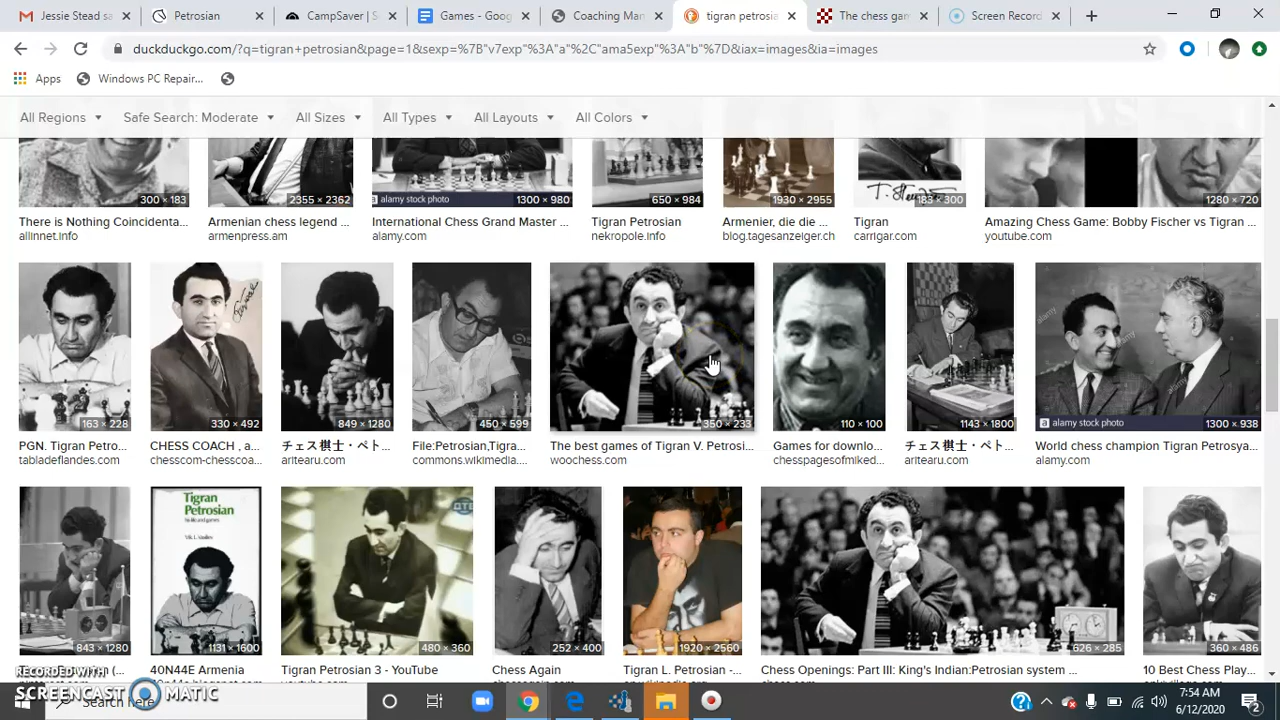 Jessie Stead sa
Petrosian
CampSaver | Sc
Games - Goog
Coaching Man
tigran petrosia
The chess gam
Screen Record
duckduckgo.com/?q=tigran+petrosian&page=1&sexp=%7B"v7exp"%3A"a"%2C"ama5exp"%3A"b"%7D&iax=images&ia=images
Apps Windows PC Repair...
All Regions Safe Search: Moderate All Sizes All Types All Layouts All Colors
300 × 183 2355 × 2362 a alamy stock photo 1300 × 980 650 × 984 1930 × 2955 183 × 300 1280 × 720
There is Nothing Coincidenta... Armenian chess legend ... International Chess Grand Master ... Tigran Petrosian Armenier, die die ... Tigran Amazing Chess Game: Bobby Fischer vs Tigran ...
allinnet.info armenpress.am alamy.com nekropole.info blog.tagesanzeiger.ch carrigar.com youtube.com
163 × 228 300 × 492 849 × 1280 450 × 599 350 × 233 110 × 100 1143 × 1800 a alamy stock photo 1300 × 938
PGN. Tigran Petro... CHESS COACH , a... チェス棋士・ペト... File:Petrosian,Tigra... The best games of Tigran V. Petrosi... Games for downlo... チェス棋士・ペト... World chess champion Tigran Petrosya...
tabladeflandes.com chesscom-chesscoa... aritearu.com commons.wikimedia.... woochess.com chesspagesofmiked... aritearu.com alamy.com
Tigran
Petrosian
843 × 1280 1131 × 1600 480 × 360 252 × 400 1920 × 2560 626 × 285 360 × 486
40N44E Armenia Tigran Petrosian 3 - YouTube Chess Again Tigran L. Petrosian - Chess Openings: Part III: King's Indian:Petrosian system ... 10 Best Chess Play...
RECORDED WITH
SCREENCAST MATIC
Search here
7:54 AM
6/12/2020
2